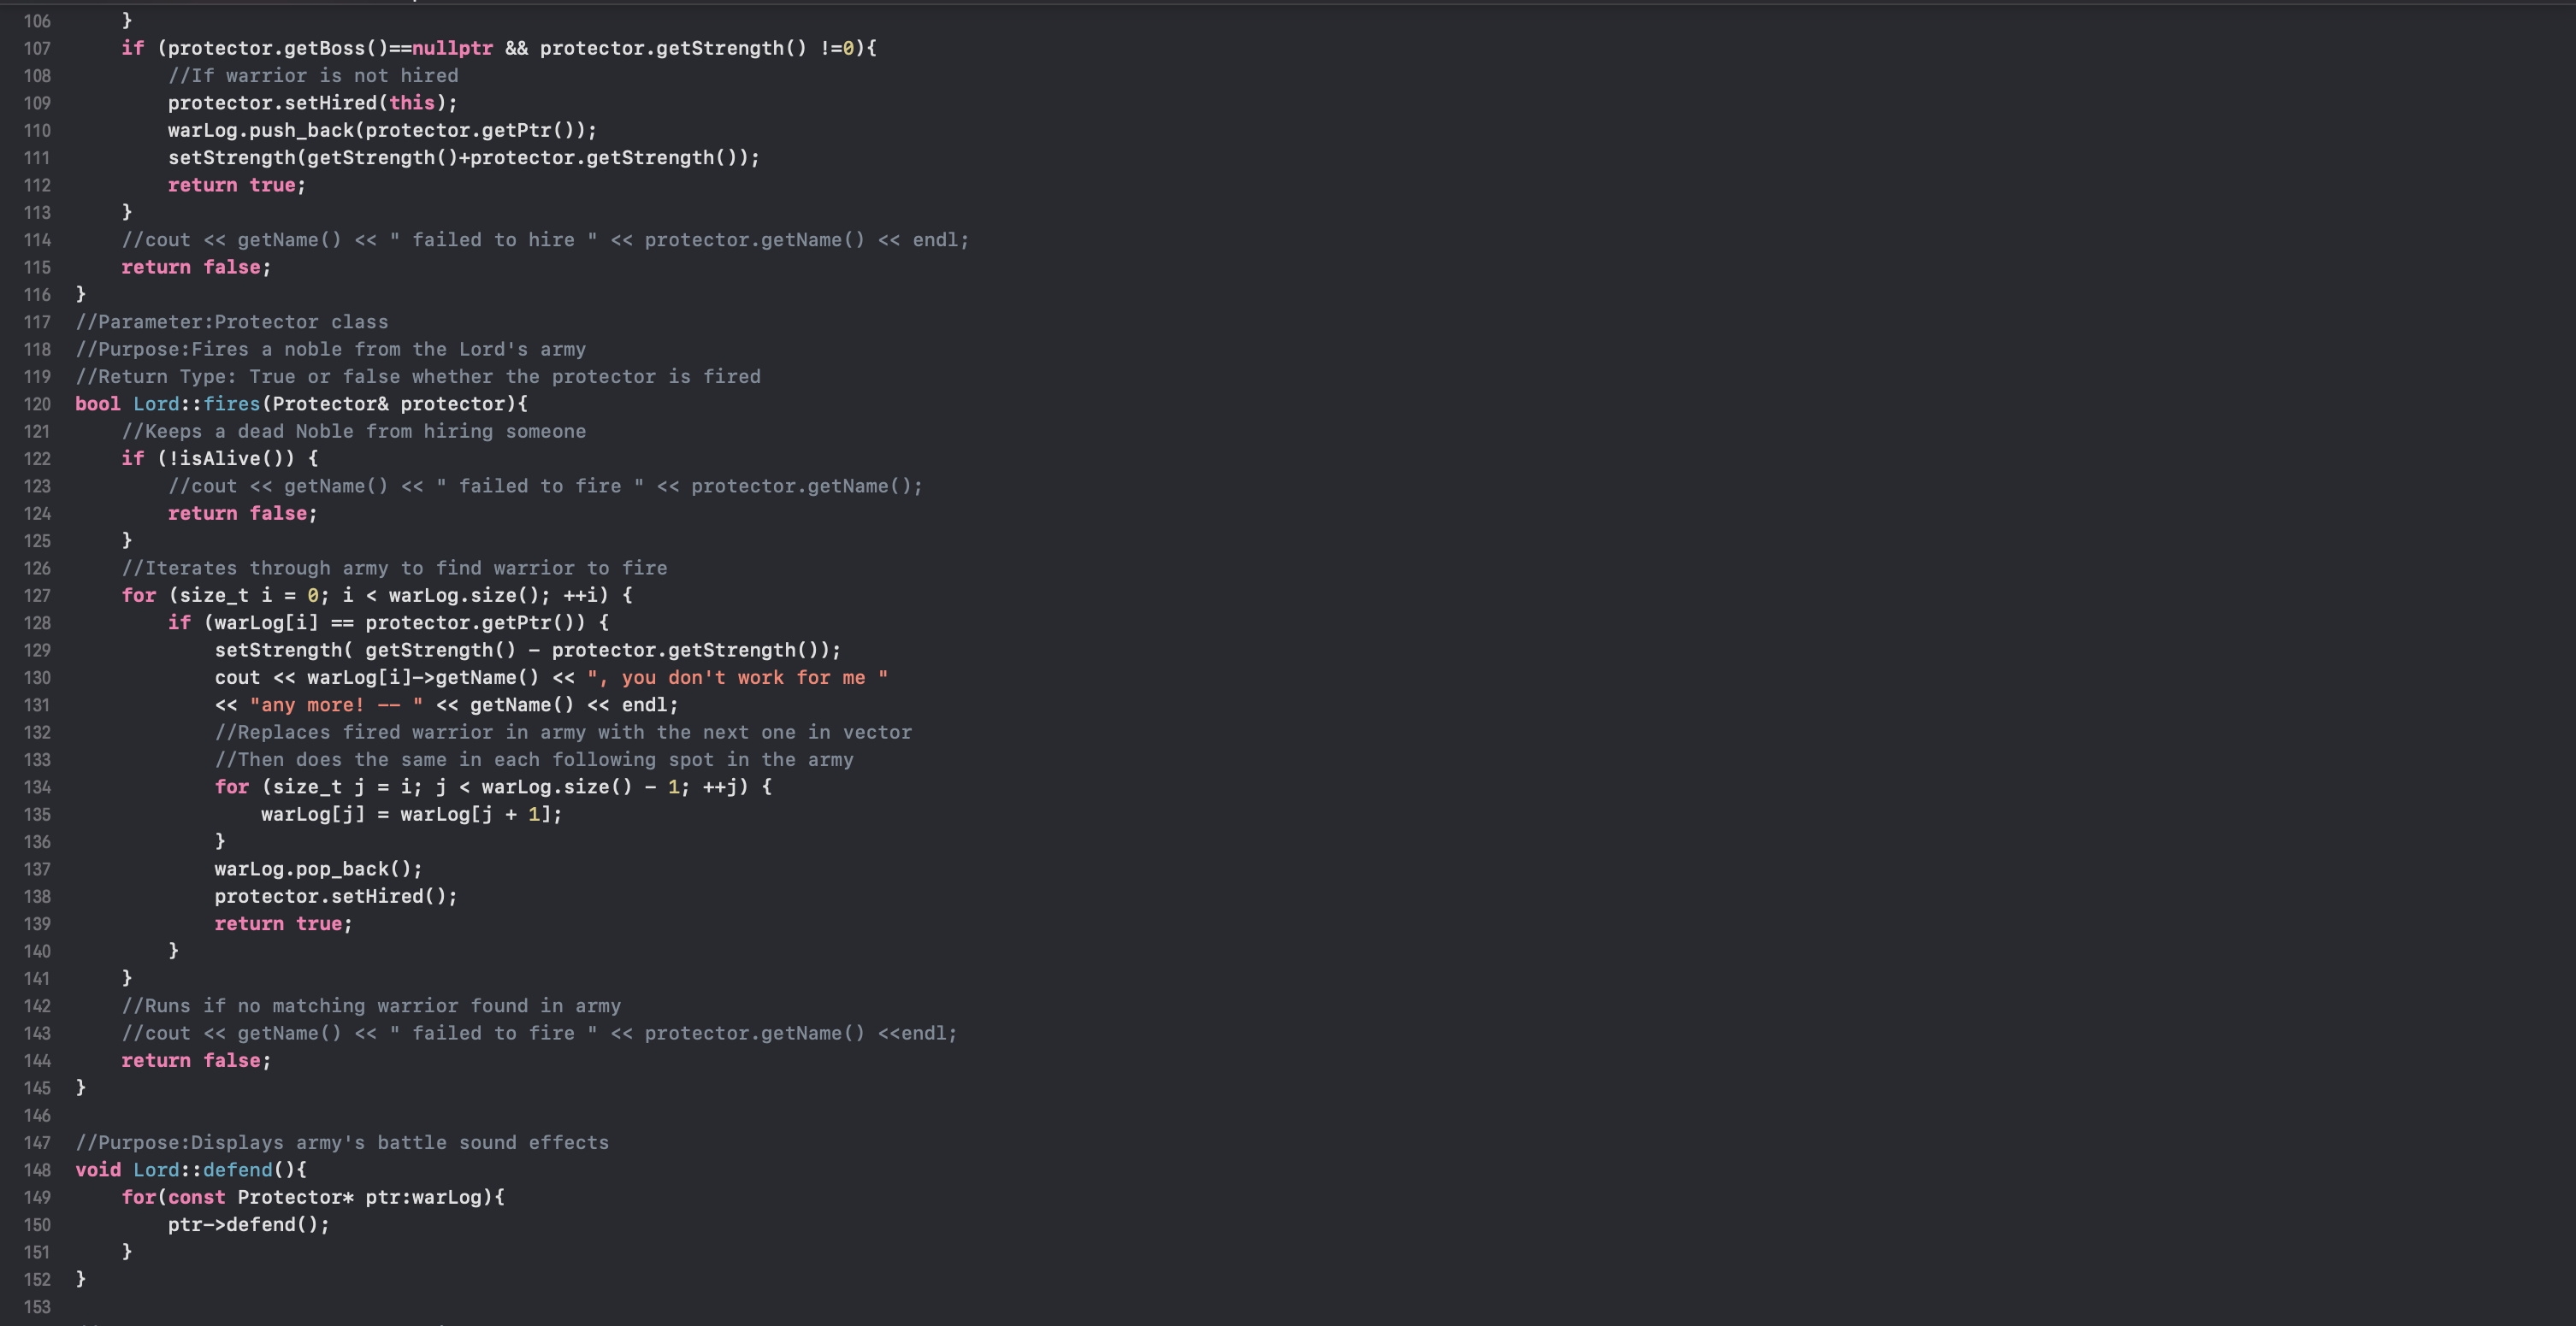 106 }
107 if (protector.getBoss()==nullptr && protector.getStrength() !=0){
108 //If warrior is not hired
109 protector.setHired(this);
110 warLog.push_back(protector.getPtr());
111 setStrength(getStrength()+protector.getStrength());
112 return true;
113 }
114 //cout << getName() << " failed to hire " << protector.getName() << endl;
115 return false;
116 }
117 //Parameter:Protector class
118 //Purpose:Fires a noble from the Lord's army
119 //Return Type: True or false whether the protector is fired
120 bool Lord::fires(Protector& protector){
121 //Keeps a dead Noble from hiring someone
122 if (!isAlive()) {
123 //cout << getName() << " failed to fire " << protector.getName();
124 return false;
125 }
126 //Iterates through army to find warrior to fire
127 for (size_t i = 0; i < warLog.size(); ++i) {
128 if (warLog[i] == protector.getPtr()) {
129 setStrength( getStrength() - protector.getStrength());
130 cout << warLog[i]->getName() << ", you don't work for me "
131 << "any more! -- " << getName() << endl;
132 //Replaces fired warrior in army with the next one in vector
133 //Then does the same in each following spot in the army
134 for (size_t j = i; j < warLog.size() - 1; ++j) {
135 warLog[j] = warLog[j + 1];
136 }
137 warLog.pop_back();
138 protector.setHired();
139 return true;
140 }
141 }
142 //Runs if no matching warrior found in army
143 //cout << getName() << " failed to fire " << protector.getName() <<endl;
144 return false;
145 }
146
147 //Purpose:Displays army's battle sound effects
148 void Lord::defend(){
149 for(const Protector* ptr:warLog){
150 ptr->defend();
151 }
152 }
153